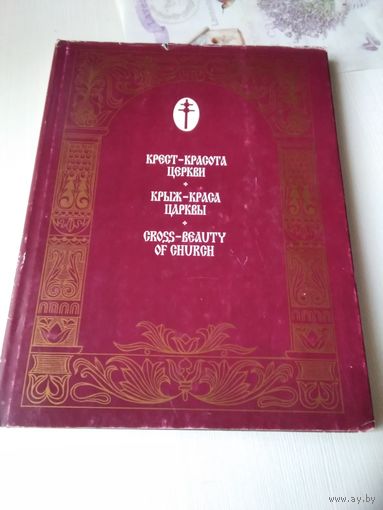 КРЕСТ-КРАСОТА
ЦЕРКВИ
КРЫЖ-КРАСА
ЦАРКВЫ
CROSS-BEAUTY
OF CHURCH
www.ay.by